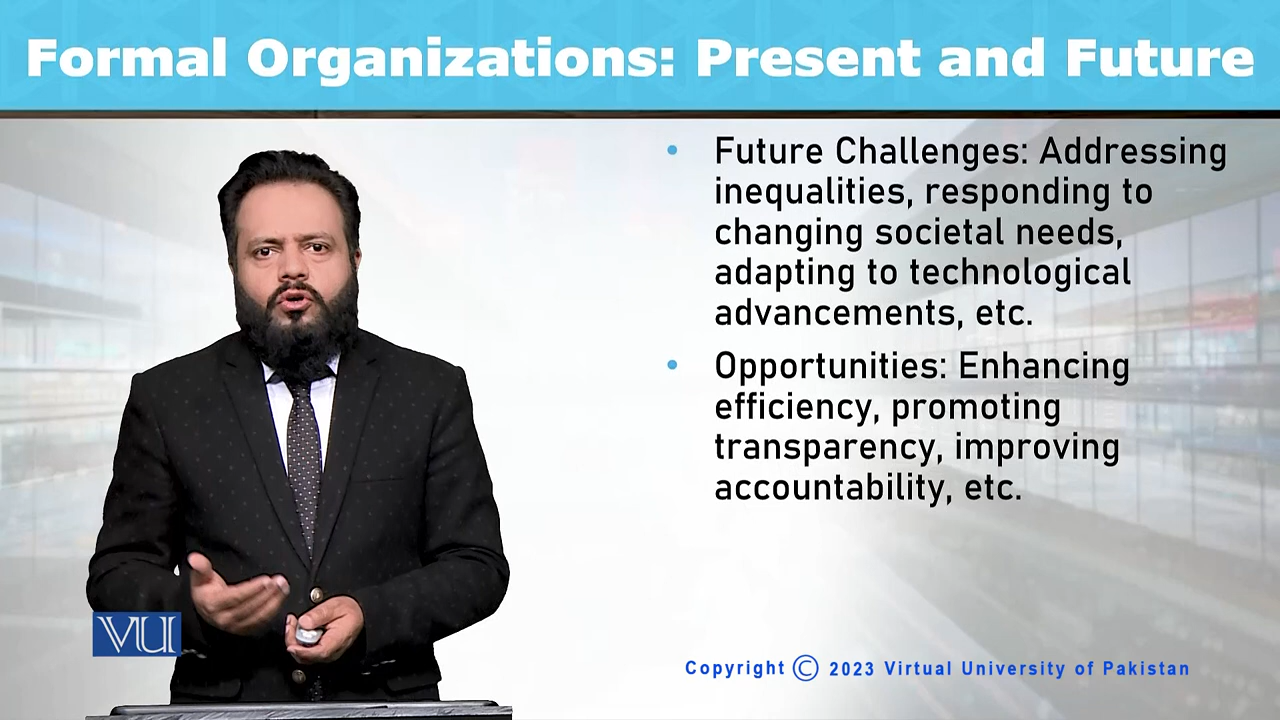 Formal Organizations: Present and Future
• Future Challenges: Addressing
inequalities, responding to
changing societal needs,
adapting to technological
advancements, etc.
• Opportunities: Enhancing
efficiency, promoting
transparency, improving
accountability, etc.
VU
Copyright © 2023 Virtual University of Pakistan